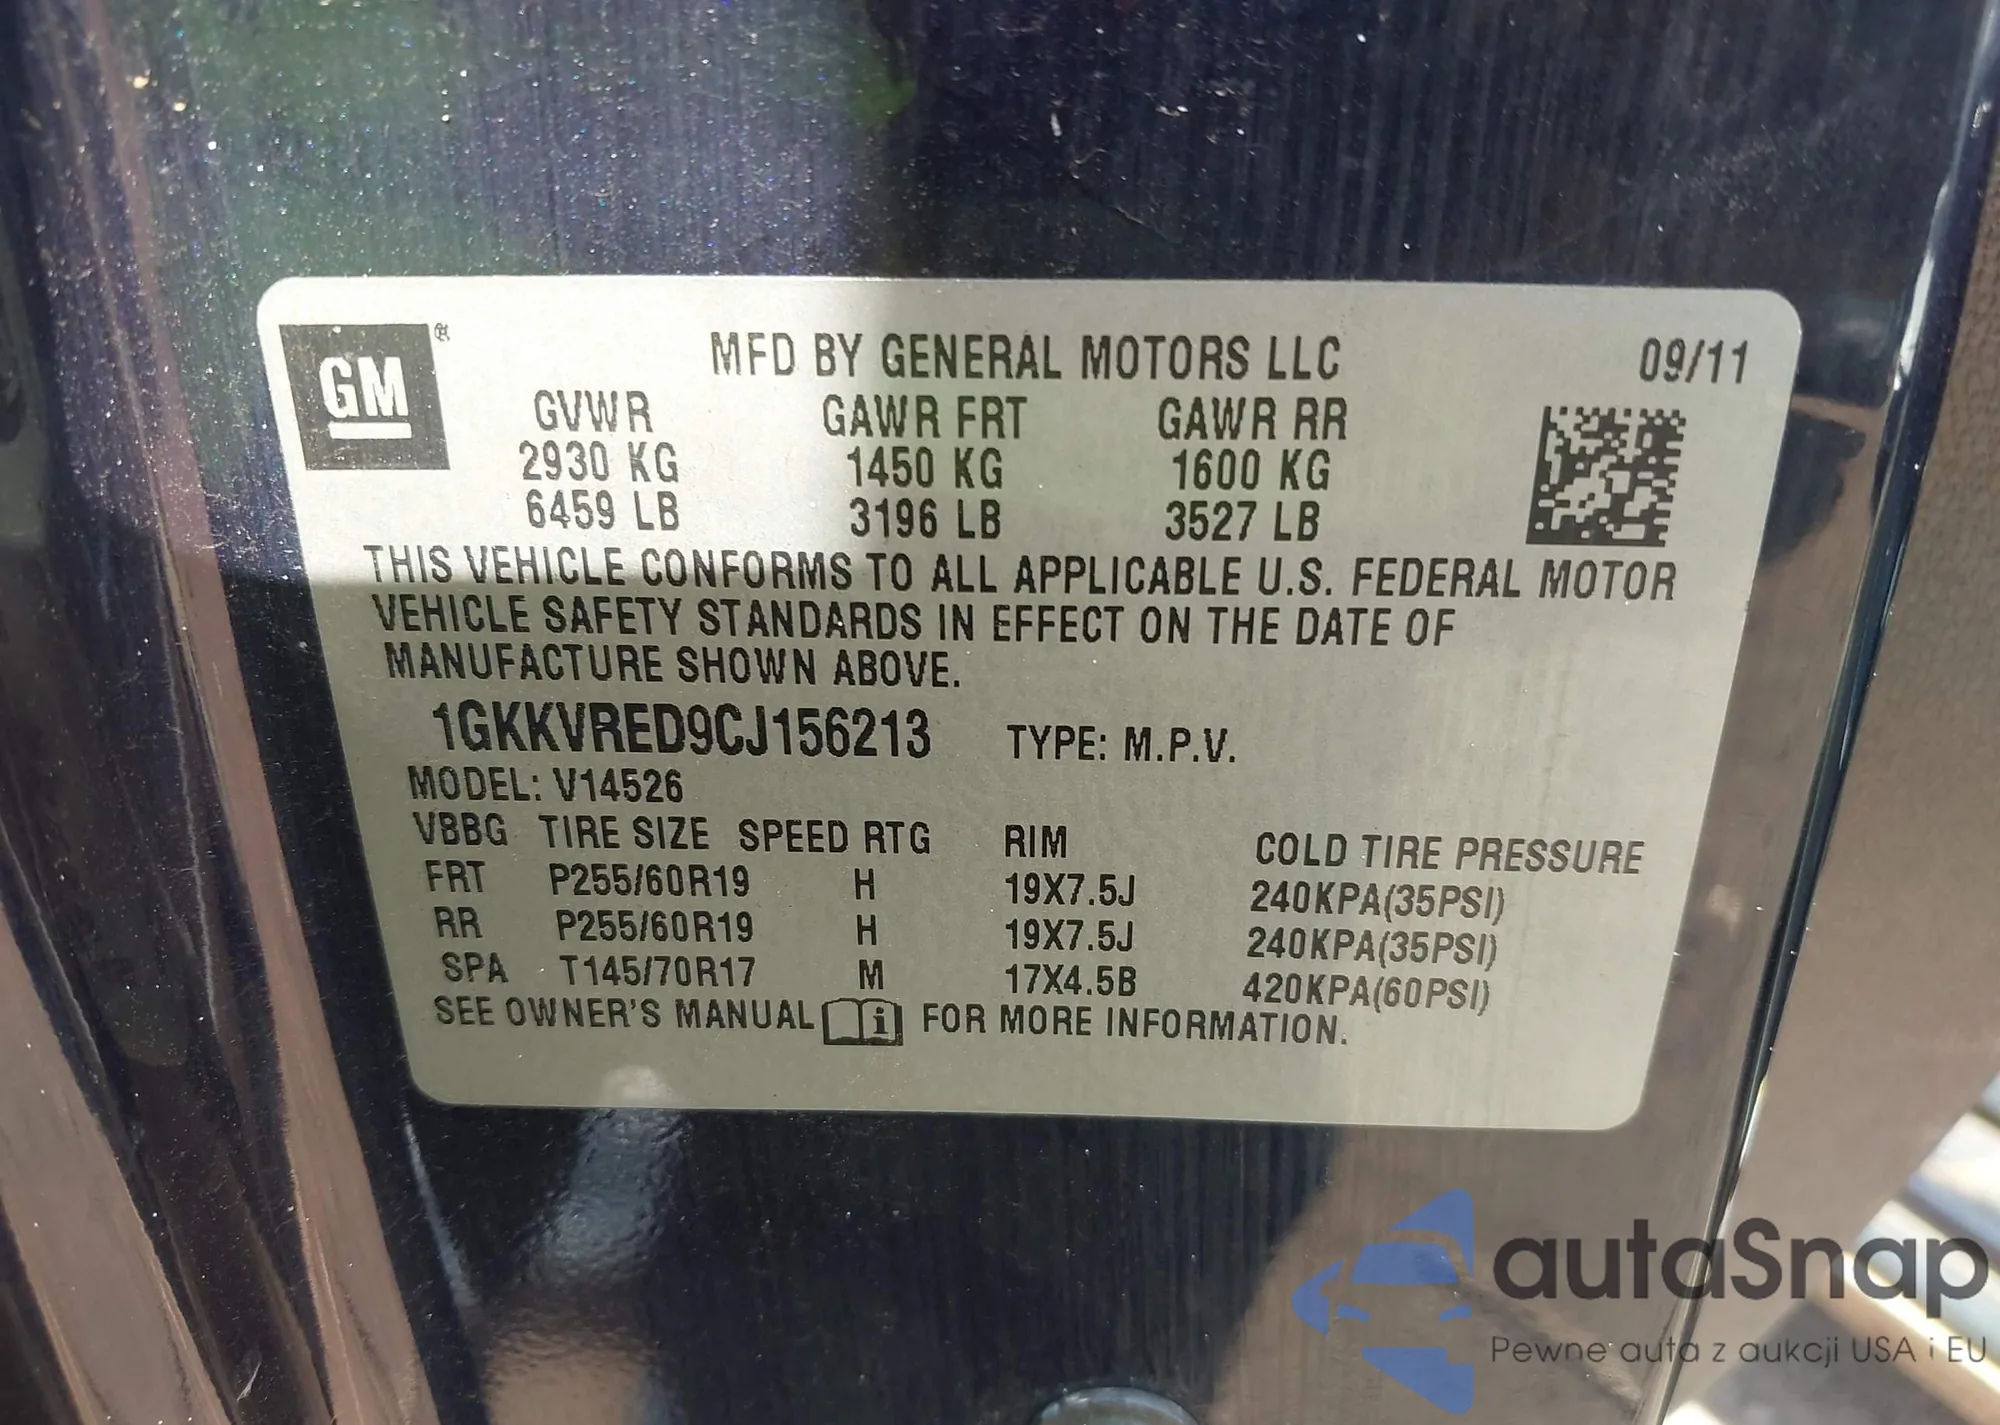 GM ®
MFD BY GENERAL MOTORS LLC 09/11
GVWR GAWR FRT GAWR RR
2930 KG 1450 KG 1600 KG
6459 LB 3196 LB 3527 LB
THIS VEHICLE CONFORMS TO ALL APPLICABLE U.S. FEDERAL MOTOR
VEHICLE SAFETY STANDARDS IN EFFECT ON THE DATE OF
MANUFACTURE SHOWN ABOVE.
1GKKVRED9CJ156213 TYPE: M.P.V.
MODEL: V14526
VBBG TIRE SIZE SPEED RTG RIM COLD TIRE PRESSURE
FRT P255/60R19 H 19X7.5J 240KPA(35PSI)
RR P255/60R19 H 19X7.5J 240KPA(35PSI)
SPA T145/70R17 M 17X4.5B 420KPA(60PSI)
SEE OWNER'S MANUAL i FOR MORE INFORMATION.
autaSnap
Pewne auta z aukcji USA i EU